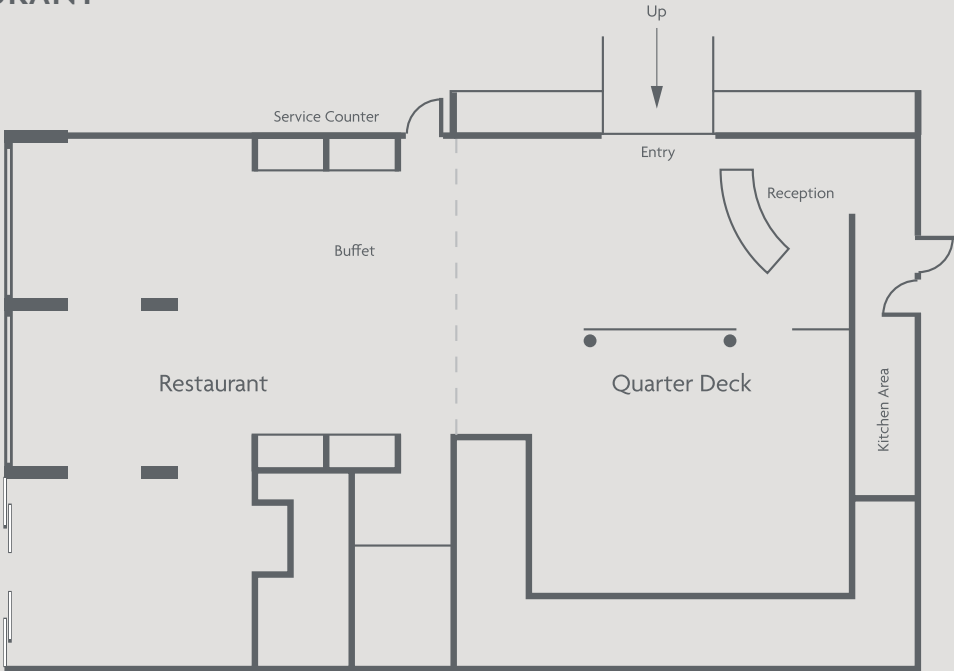 Up
Service Counter
Entry
Reception
Buffet
Restaurant
Quarter Deck
Kitchen Area